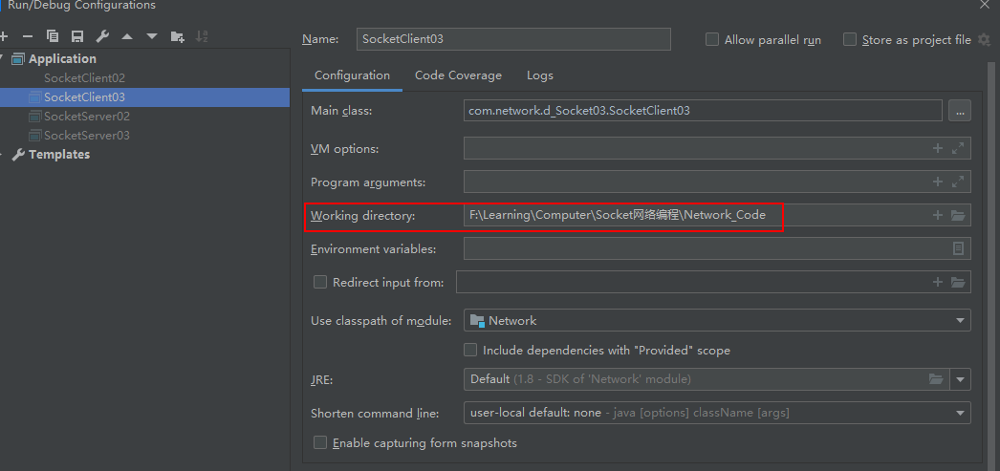 Run/Debug Configurations
Application
SocketClient02
SocketClient03
SocketServer02
SocketServer03
Templates
Name: SocketClient03 Allow parallel run Store as project file
Configuration Code Coverage Logs
Main class: com.network.d_Socket03.SocketClient03 ...
VM options:
Program arguments:
Working directory: F:\Learning\Computer\Socket网络编程\Network_Code
Environment variables:
Redirect input from:
Use classpath of module: Network
Include dependencies with "Provided" scope
JRE: Default (1.8 - SDK of 'Network' module)
Shorten command line: user-local default: none - java [options] className [args]
Enable capturing form snapshots